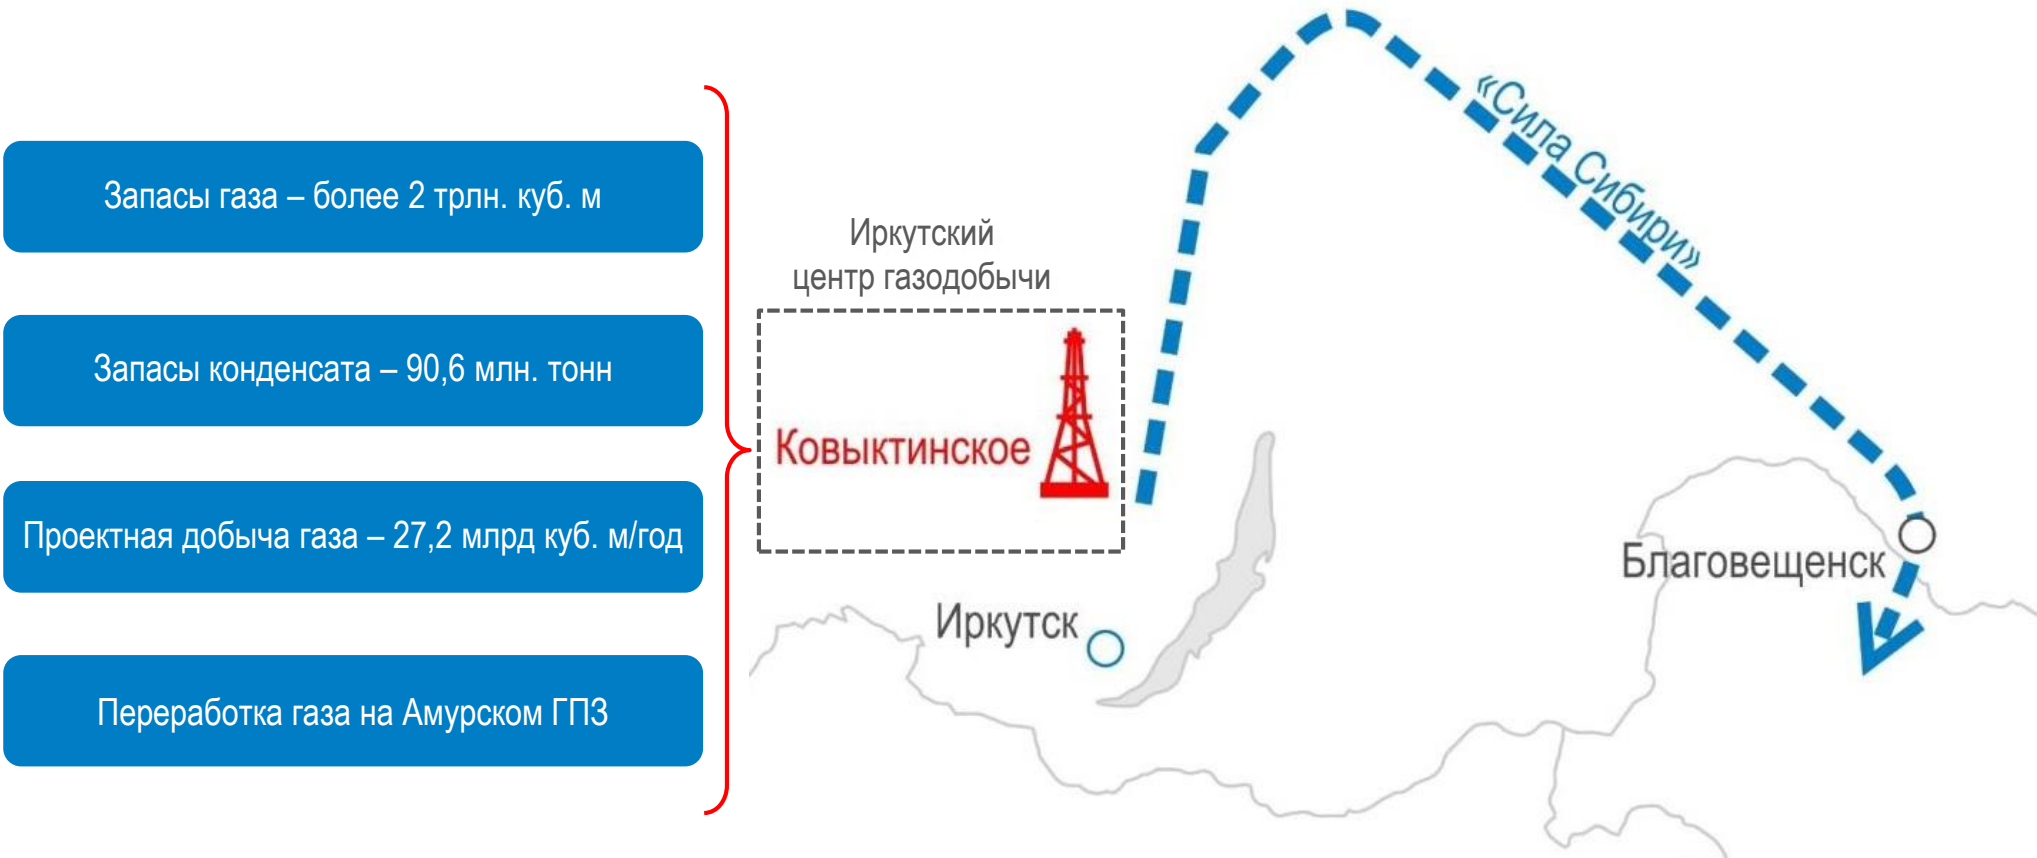 Запасы газа – более 2 трлн. куб. м
Запасы конденсата – 90,6 млн. тонн
Проектная добыча газа – 27,2 млрд куб. м/год
Переработка газа на Амурском ГПЗ
Иркутский
центр газодобычи
Ковыктинское
«Сила Сибири»
Иркутск
Благовещенск